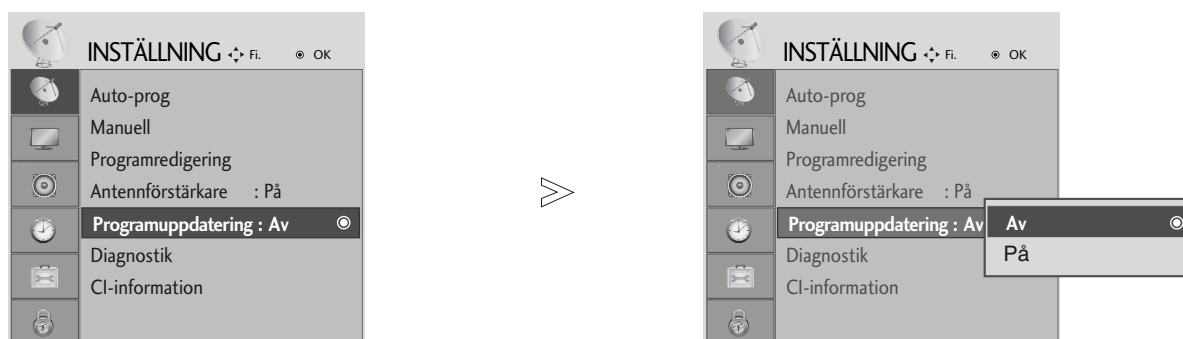 INSTÄLLNING Fi. OK
Auto-prog
Manuell
Programredigering
Antennförstärkare : På
Programuppdatering : Av
Diagnostik
CI-information
INSTÄLLNING Fi. OK
Auto-prog
Manuell
Programredigering
Antennförstärkare : På
Programuppdatering : Av
Diagnostik
CI-information
Av
På